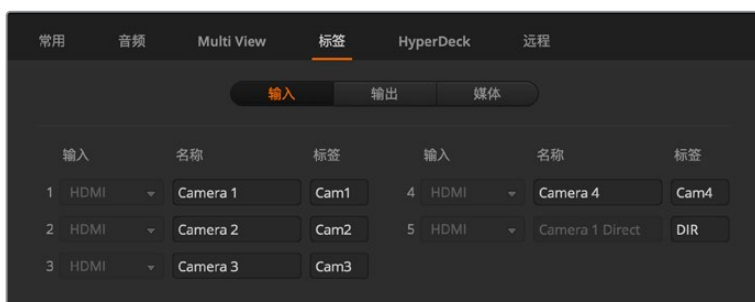 常用 音频 Multi View 标签 HyperDeck 远程
输入 输出 媒体
输入 名称 标签 输入 名称 标签
1 HDMI Camera 1 Cam1 4 HDMI Camera 4 Cam4
2 HDMI Camera 2 Cam2 5 HDMI Camera 1 Direct DIR
3 HDMI Camera 3 Cam3